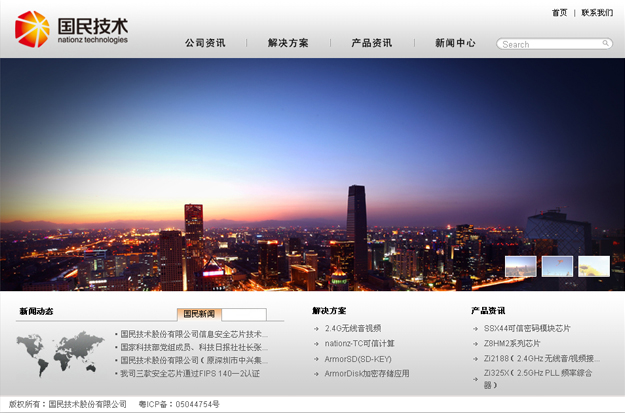 首页 | 联系我们
国民技术
nationz technologies
公司资讯 | 解决方案 | 产品资讯 | 新闻中心
Search
新闻动态
国民新闻
国民技术股份有限公司信息安全芯片技术...
国家科技部党组成员、科技日报社社长张...
国民技术股份有限公司(原深圳市中兴集...
我司三款安全芯片通过FIPS 140-2认证
解决方案
2.4G无线音视频
nationz-TC可信计算
ArmorSD(SD-KEY)
ArmorDisk加密存储应用
产品资讯
SSX44可信密码模块芯片
Z8HM2系列芯片
Zi2188(2.4GHz 无线音/视频接...
Zi325X(2.5GHz PLL 频率综合
器)
版权所有:国民技术股份有限公司 粤ICP备:05044754号